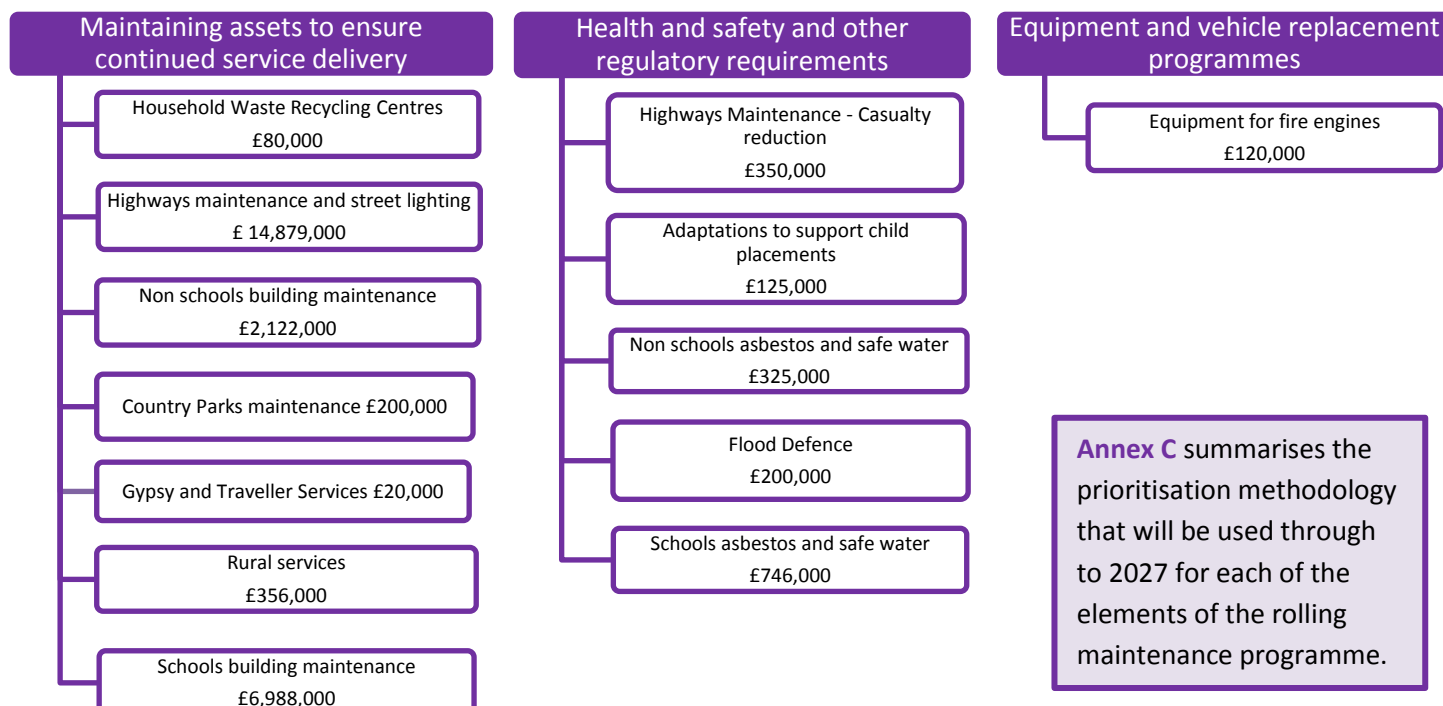 Maintaining assets to ensure
continued service delivery
Household Waste Recycling Centres
£80,000
Highways maintenance and street lighting
£ 14,879,000
Non schools building maintenance
£2,122,000
Country Parks maintenance £200,000
Gypsy and Traveller Services £20,000
Rural services
£356,000
Schools building maintenance
£6,988,000
Health and safety and other
regulatory requirements
Highways Maintenance - Casualty
reduction
£350,000
Adaptations to support child
placements
£125,000
Non schools asbestos and safe water
£325,000
Flood Defence
£200,000
Schools asbestos and safe water
£746,000
Equipment and vehicle replacement
programmes
Equipment for fire engines
£120,000
Annex C summarises the
prioritisation methodology
that will be used through
to 2027 for each of the
elements of the rolling
maintenance programme.